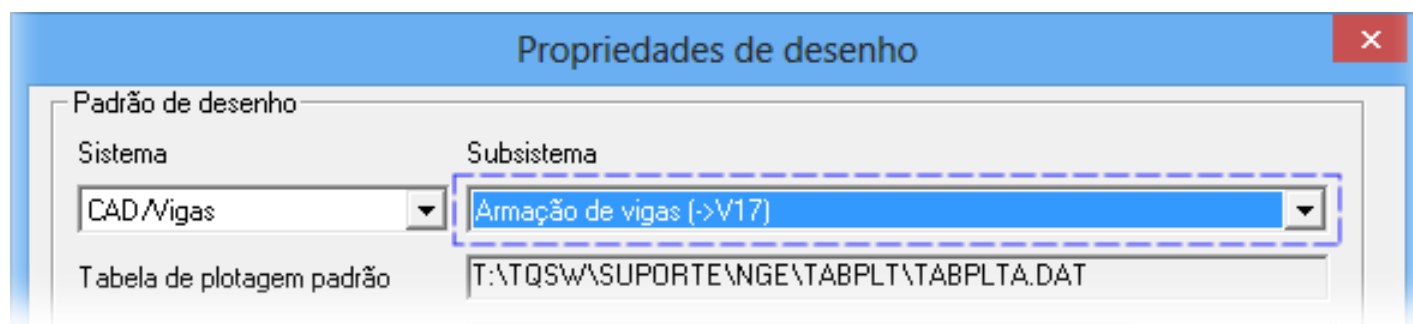 Propriedades de desenho
Padrão de desenho
Sistema Subsistema
CAD/Vigas Armação de vigas (->V17)
Tabela de plotagem padrão T:\TQSW\SUPORTE\NGE\TABPLT\TABPLTA.DAT